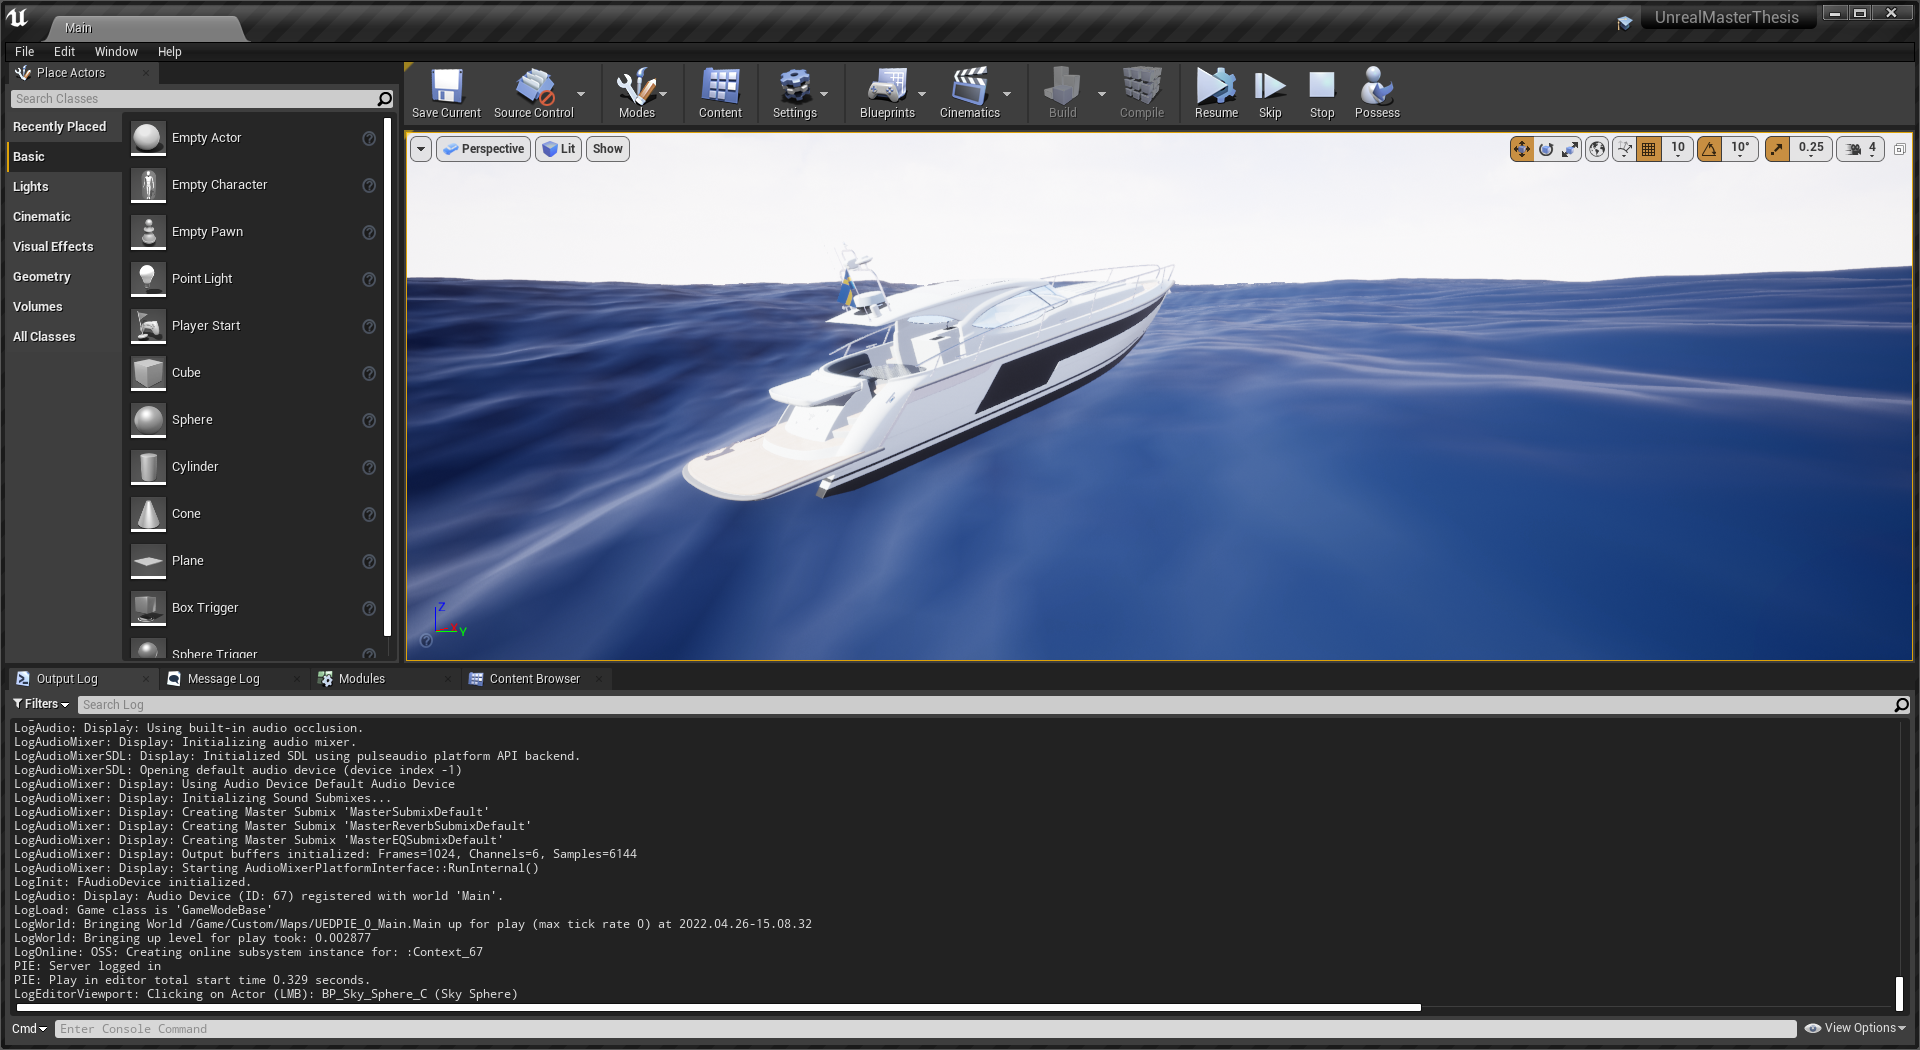 Main
UnrealMasterThesis
File Edit Window Help
Place Actors
Search Classes
Recently Placed
Basic
Lights
Cinematic
Visual Effects
Geometry
Volumes
All Classes
Empty Actor
Empty Character
Empty Pawn
Point Light
Player Start
Cube
Sphere
Cylinder
Cone
Plane
Box Trigger
Sphere Trigger
Save Current Source Control Modes Content Settings Blueprints Cinematics Build Compile Resume Skip Stop Possess
Perspective Lit Show
10 10° 0.25 4
Z
X Y
Output Log Message Log Modules Content Browser
Filters Search Log
LogAudio: Display: Using built-in audio occlusion.
LogAudioMixer: Display: Initializing audio mixer.
LogAudioMixerSDL: Display: Initialized SDL using pulseaudio platform API backend.
LogAudioMixerSDL: Opening default audio device (device index -1)
LogAudioMixer: Display: Using Audio Device Default Audio Device
LogAudioMixer: Display: Initializing Sound Submixes...
LogAudioMixer: Display: Creating Master Submix 'MasterSubmixDefault'
LogAudioMixer: Display: Creating Master Submix 'MasterReverbSubmixDefault'
LogAudioMixer: Display: Creating Master Submix 'MasterEQSubmixDefault'
LogAudioMixer: Display: Output buffers initialized: Frames=1024, Channels=6, Samples=6144
LogAudioMixer: Display: Starting AudioMixerPlatformInterface::RunInternal()
LogInit: FAudioDevice initialized.
LogAudio: Display: Audio Device (ID: 67) registered with world 'Main'.
LogLoad: Game class is 'GameModeBase'
LogWorld: Bringing World /Game/Custom/Maps/UEDPIE_0_Main.Main up for play (max tick rate 0) at 2022.04.26-15.08.32
LogWorld: Bringing up level for play took: 0.002877
LogOnline: OSS: Creating online subsystem instance for: :Context_67
PIE: Server logged in
PIE: Play in editor total start time 0.329 seconds.
LogEditorViewport: Clicking on Actor (LMB): BP_Sky_Sphere_C (Sky Sphere)
Cmd Enter Console Command View Options